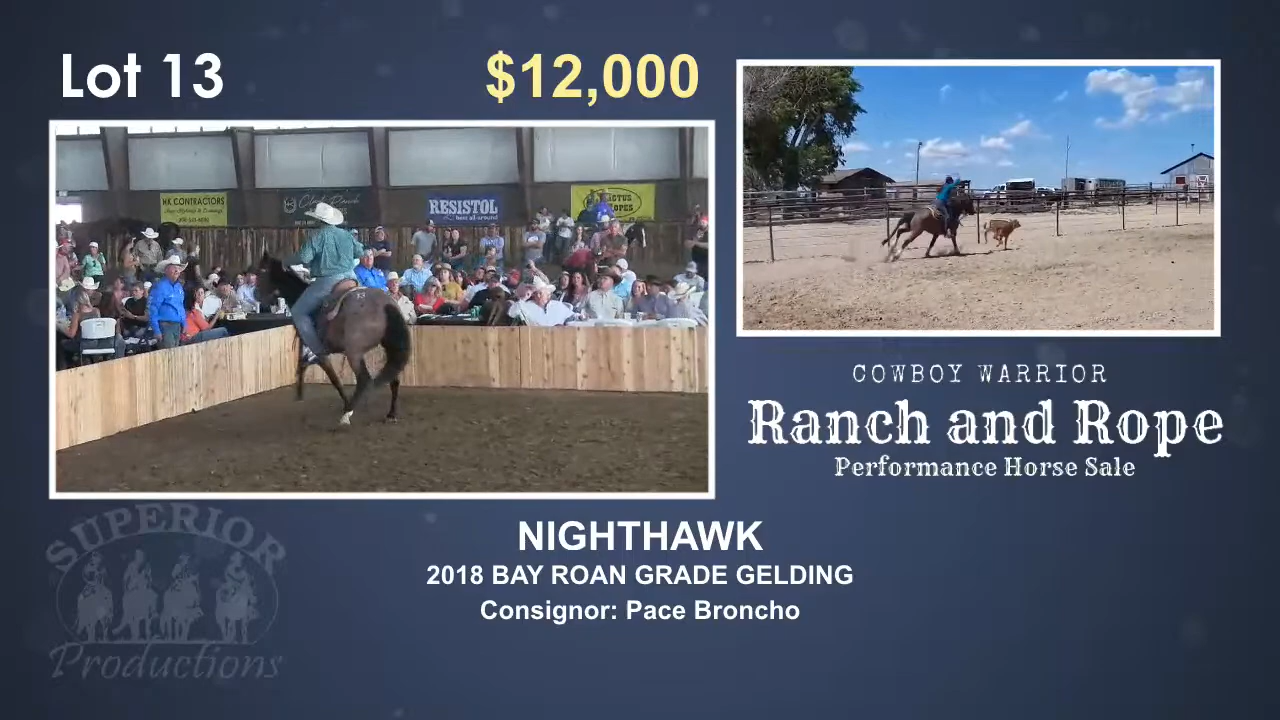 Lot 13
$12,000
HK CONTRACTORS
RESISTOL
COWBOY WARRIOR
Ranch and Rope
Performance Horse Sale
NIGHTHAWK
2018 BAY ROAN GRADE GELDING
Consignor: Pace Broncho
SUPERIOR
Productions